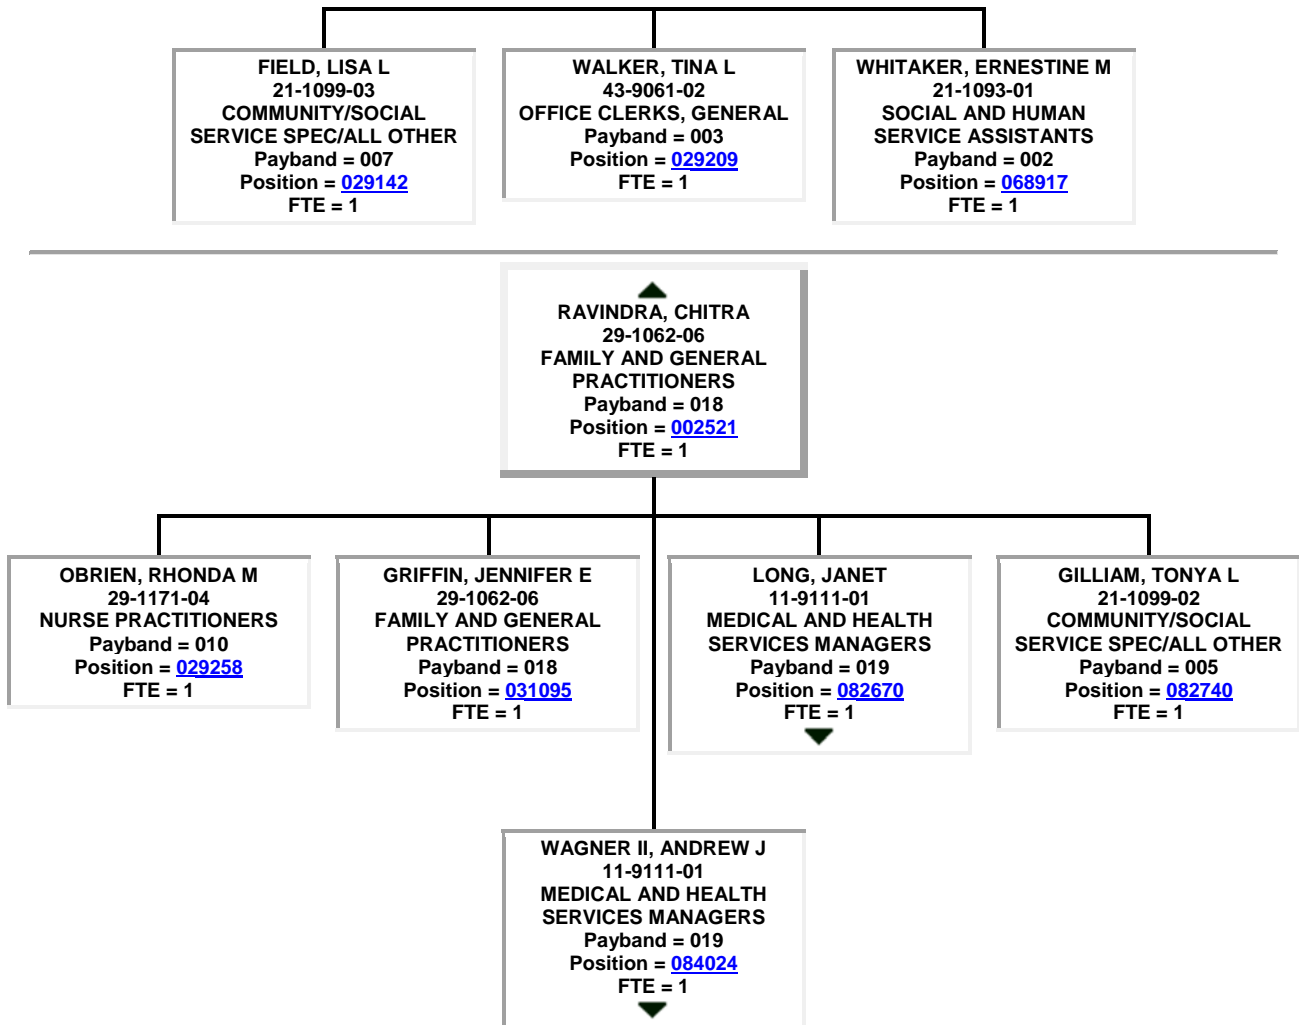 FIELD, LISA L
21-1099-03
COMMUNITY/SOCIAL
SERVICE SPEC/ALL OTHER
Payband = 007
Position = 029142
FTE = 1
WALKER, TINA L
43-9061-02
OFFICE CLERKS, GENERAL
Payband = 003
Position = 029209
FTE = 1
WHITAKER, ERNESTINE M
21-1093-01
SOCIAL AND HUMAN
SERVICE ASSISTANTS
Payband = 002
Position = 068917
FTE = 1
RAVINDRA, CHITRA
29-1062-06
FAMILY AND GENERAL
PRACTITIONERS
Payband = 018
Position = 002521
FTE = 1
OBRIEN, RHONDA M
29-1171-04
NURSE PRACTITIONERS
Payband = 010
Position = 029258
FTE = 1
GRIFFIN, JENNIFER E
29-1062-06
FAMILY AND GENERAL
PRACTITIONERS
Payband = 018
Position = 031095
FTE = 1
LONG, JANET
11-9111-01
MEDICAL AND HEALTH
SERVICES MANAGERS
Payband = 019
Position = 082670
FTE = 1
GILLIAM, TONYA L
21-1099-02
COMMUNITY/SOCIAL
SERVICE SPEC/ALL OTHER
Payband = 005
Position = 082740
FTE = 1
WAGNER II, ANDREW J
11-9111-01
MEDICAL AND HEALTH
SERVICES MANAGERS
Payband = 019
Position = 084024
FTE = 1